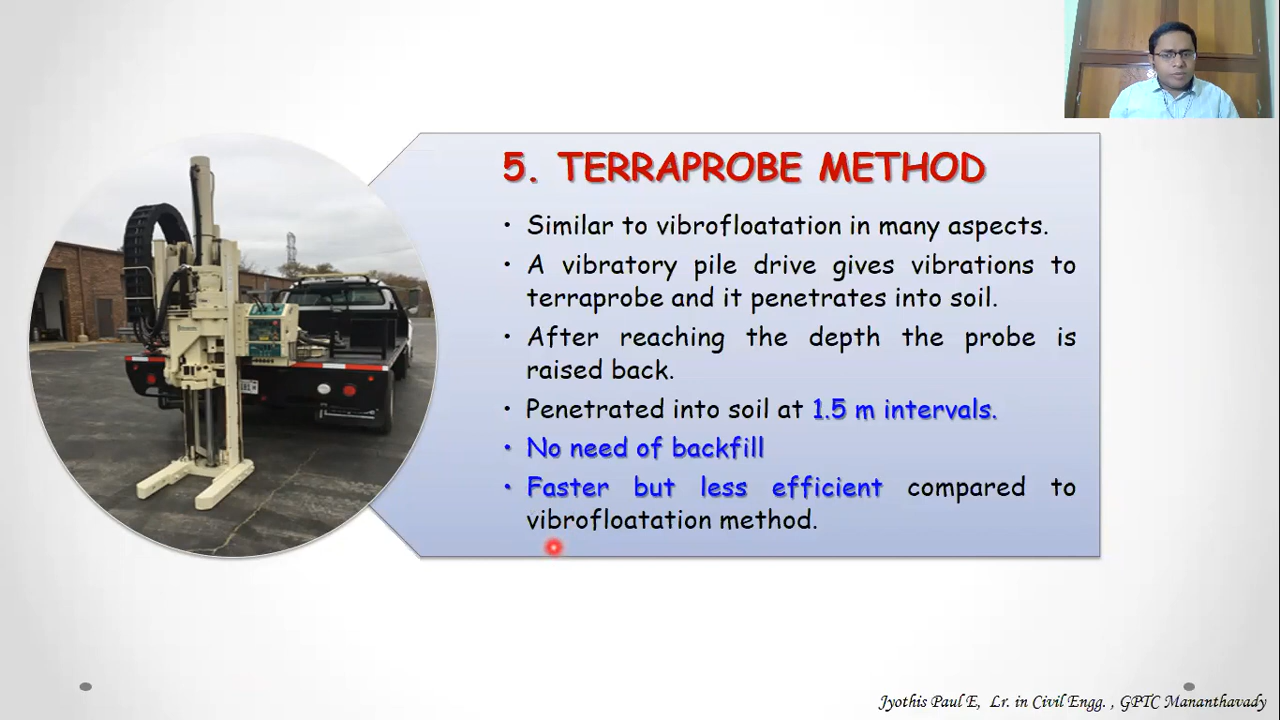 5. TERRAPROBE METHOD
• Similar to vibrofloatation in many aspects.
• A vibratory pile drive gives vibrations to
terraprobe and it penetrates into soil.
• After reaching the depth the probe is
raised back.
• Penetrated into soil at 1.5 m intervals.
• No need of backfill
• Faster but less efficient compared to
vibrofloatation method.
Jyothis Paul E, Lr. in Civil Engg. , GPTC Mananthavady